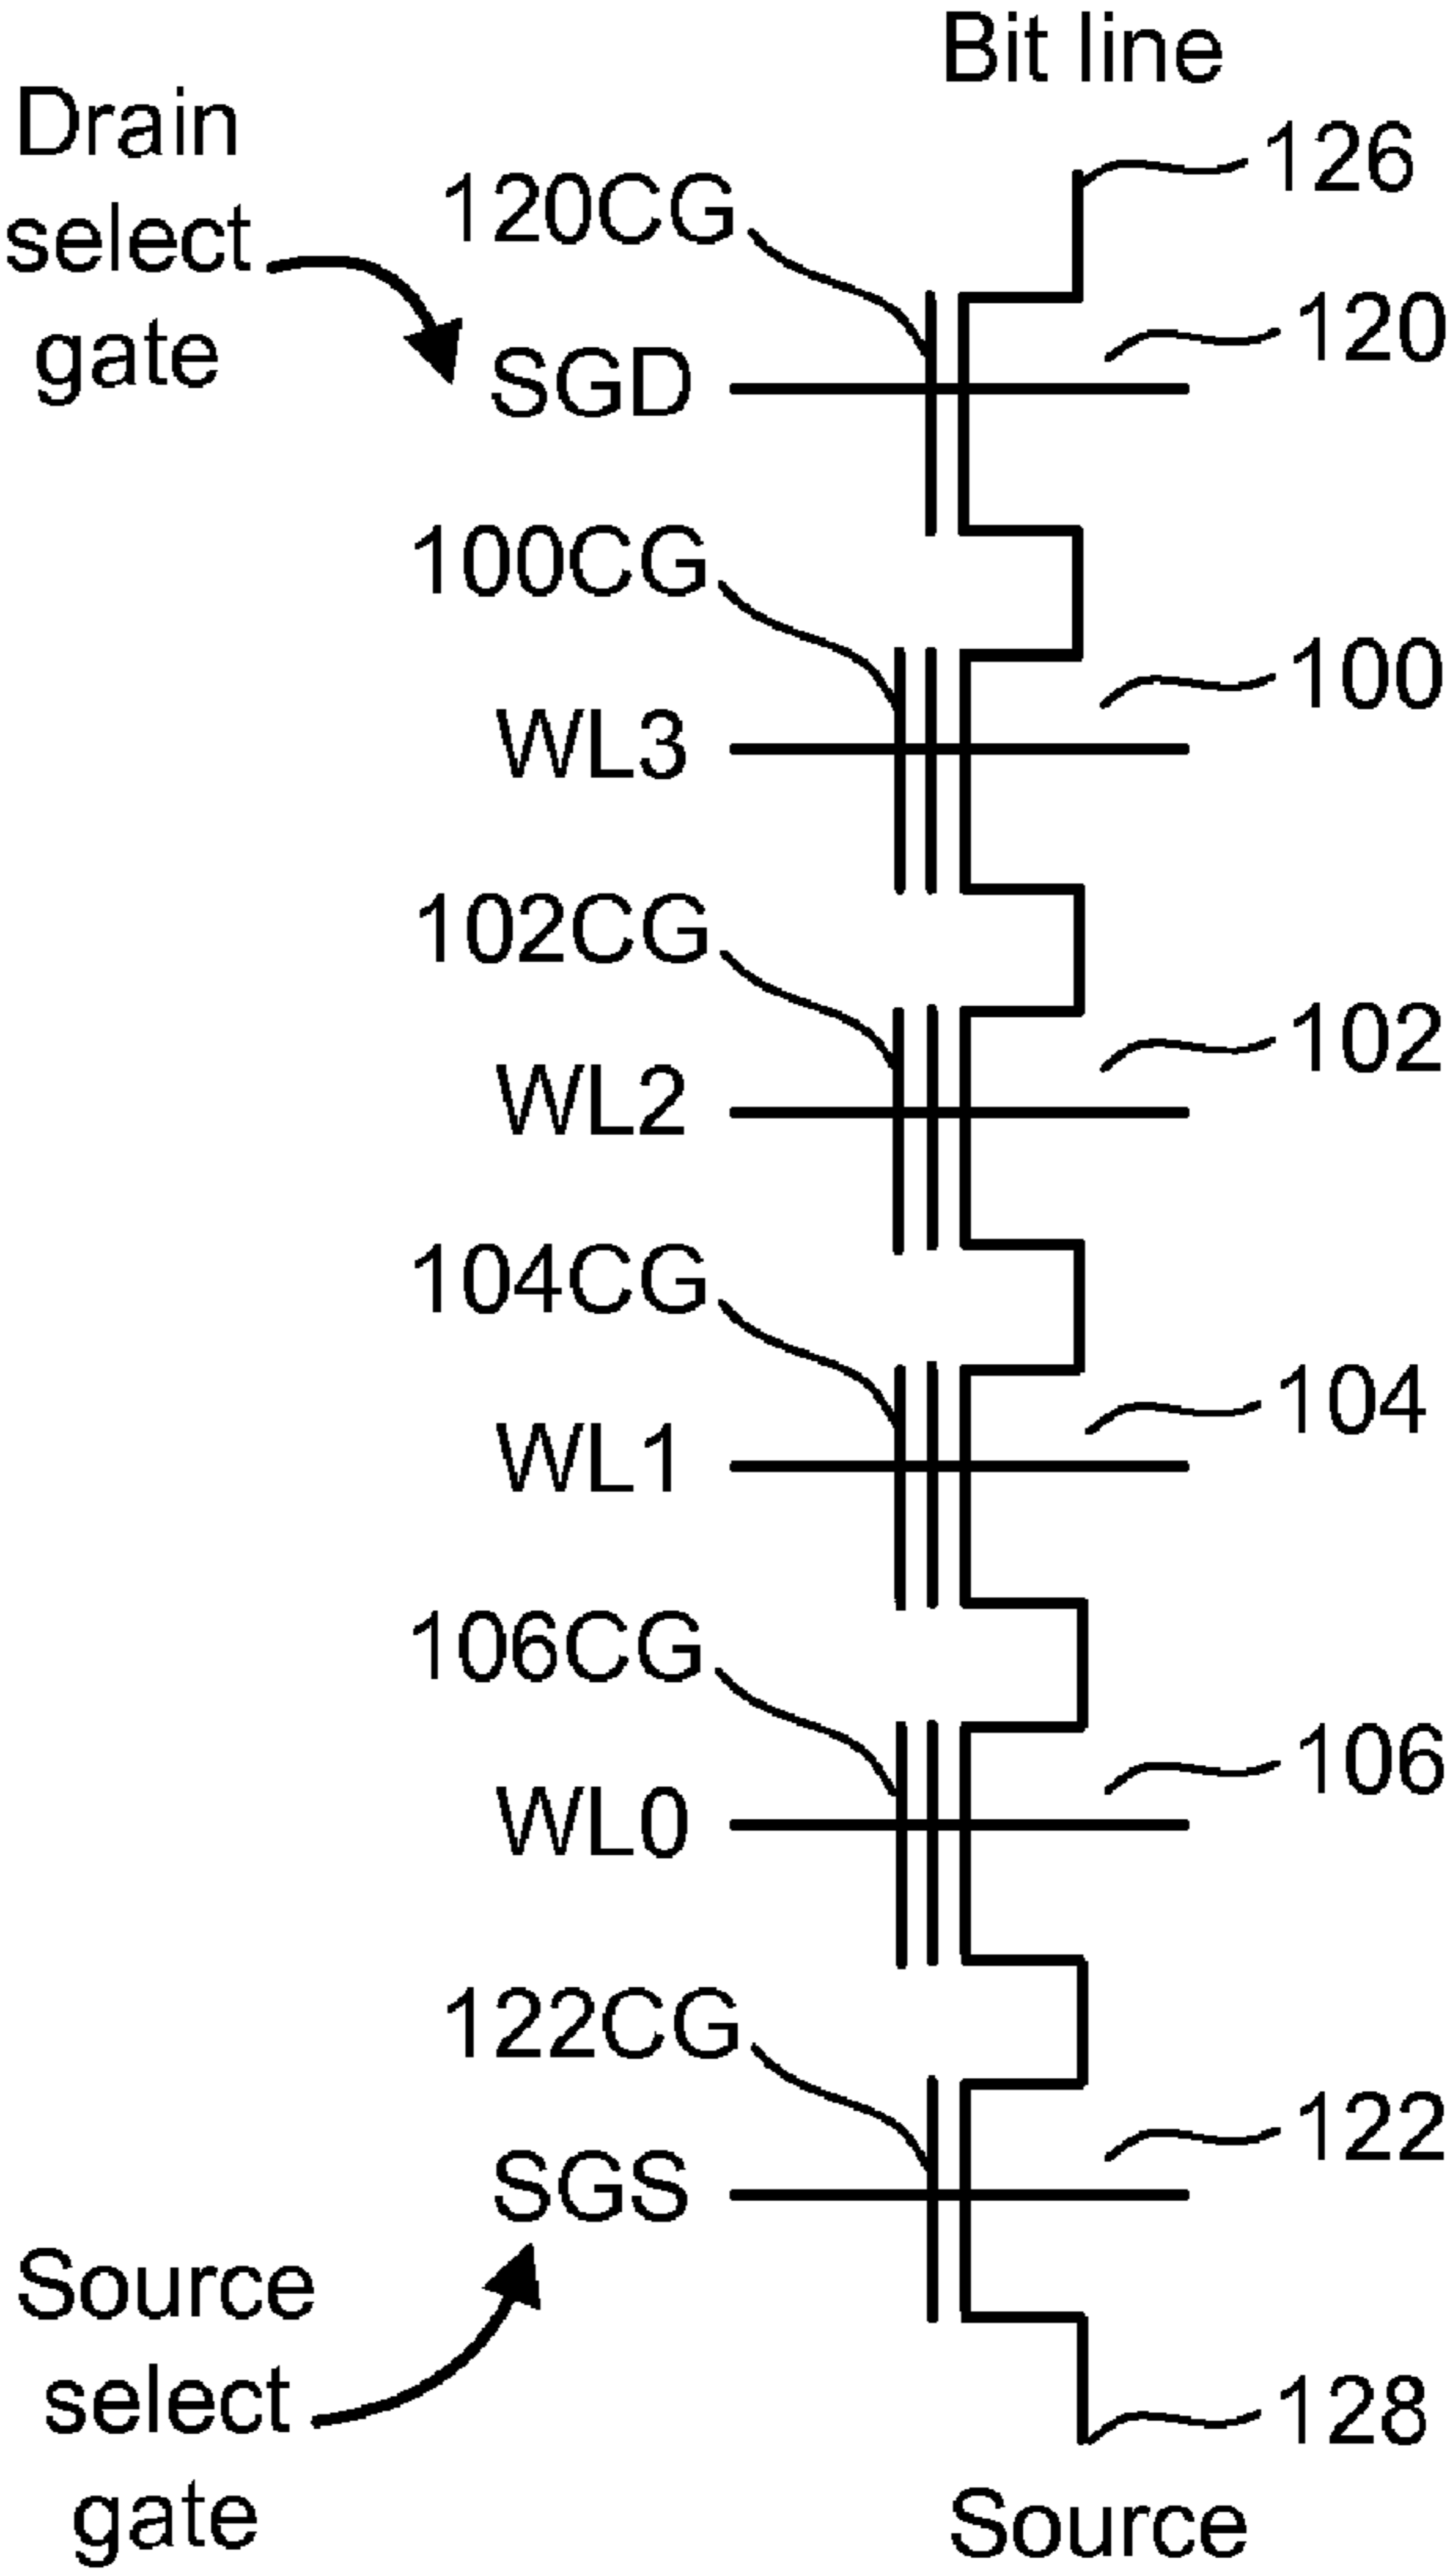 Bit line
126
Drain
select
gate
120CG
120
SGD
100CG
100
WL3
102CG
102
WL2
104CG
104
WL1
106CG
106
WL0
122CG
122
SGS
Source
select
gate
128
Source